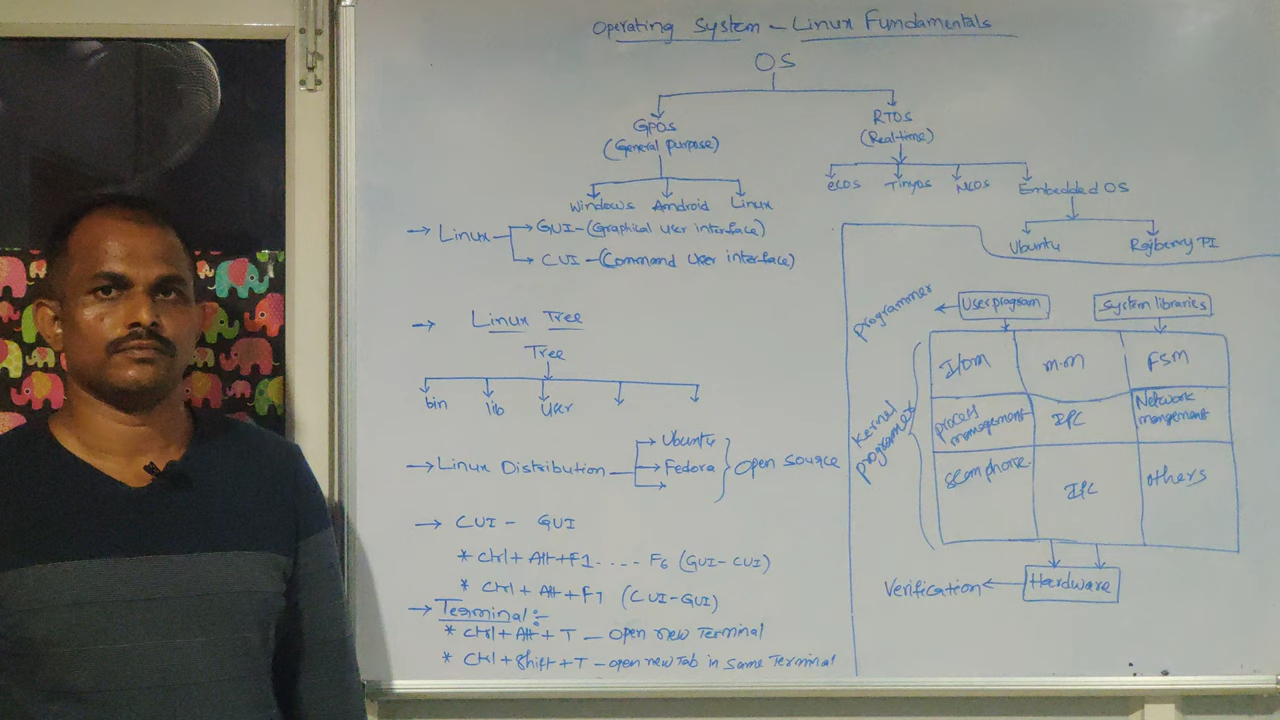 Operating System - Linux Fundamentals
OS
GPOS
(General purpose)
RTOS
(Real-time)
Windows Android Linux
eCOS TinyOS Embedded OS
Ubuntu
→ Linux → GUI - (Graphical user interface)
→ CUI - (Command User interface)
→ Linux Tree
Tree
bin lib User
→ Linux Distribution → Ubuntu
→ Fedora
→
Open source
→ CUI - GUI
* Ctrl + Alt + F1 ..... F6 (GUI-CUI)
* Ctrl + Alt + F7 (CUI-GUI)
→ Terminal:-
* Ctrl + Alt + T - open new Terminal
* Ctrl + Shift + T - open new Tab in Same Terminal
programmer ← User program
System libraries
Kernel
programmer
I/OM M.M FSM
process
management
IPC
Network
mangement
IPC
others
Verification ← Hardware